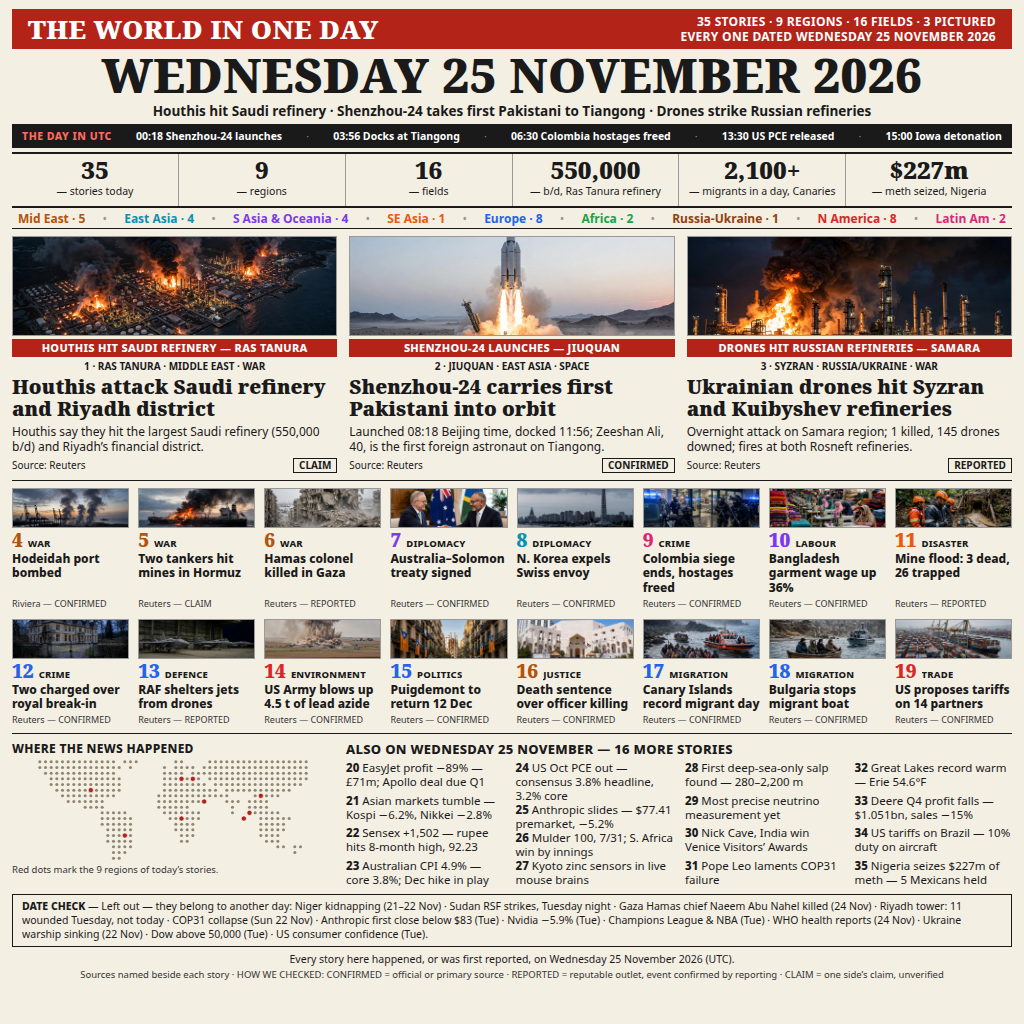 THE WORLD IN ONE DAY
35 STORIES · 9 REGIONS · 16 FIELDS · 3 PICTURED
EVERY ONE DATED WEDNESDAY 25 NOVEMBER 2026
WEDNESDAY 25 NOVEMBER 2026
Houthis hit Saudi refinery · Shenzhou-24 takes first Pakistani to Tiangong · Drones strike Russian refineries
THE DAY IN UTC 00:18 Shenzhou-24 launches · 03:56 Docks at Tiangong · 06:30 Colombia hostages freed · 13:30 US PCE released · 15:00 Iowa detonation
35
— stories today
9
— regions
16
— fields
550,000
— b/d, Ras Tanura refinery
2,100+
— migrants in a day, Canaries
$227m
— meth seized, Nigeria
Mid East · 5 • East Asia · 4 • S Asia & Oceania · 4 • SE Asia · 1 • Europe · 8 • Africa · 2 • Russia-Ukraine · 1 • N America · 8 • Latin Am · 2
HOUTHIS HIT SAUDI REFINERY — RAS TANURA
1 · RAS TANURA · MIDDLE EAST · WAR
Houthis attack Saudi refinery
and Riyadh district
Houthis say they hit the largest Saudi refinery (550,000
b/d) and Riyadh's financial district.
Source: Reuters
CLAIM
SHENZHOU-24 LAUNCHES — JIUQUAN
2 · JIUQUAN · EAST ASIA · SPACE
Shenzhou-24 carries first
Pakistani into orbit
Launched 08:18 Beijing time, docked 11:56; Zeeshan Ali,
40, is the first foreign astronaut on Tiangong.
Source: Reuters
CONFIRMED
DRONES HIT RUSSIAN REFINERIES — SAMARA
3 · SYZRAN · RUSSIA/UKRAINE · WAR
Ukrainian drones hit Syzran
and Kuibyshev refineries
Overnight attack on Samara region; 1 killed, 145 drones
downed; fires at both Rosneft refineries.
Source: Reuters
REPORTED
4 WAR
Hodeidah port
bombed
Riviera — CONFIRMED
5 WAR
Two tankers hit
mines in Hormuz
Reuters — CLAIM
6 WAR
Hamas colonel
killed in Gaza
Reuters — REPORTED
7 DIPLOMACY
Australia–Solomon
treaty signed
Reuters — CONFIRMED
8 DIPLOMACY
N. Korea expels
Swiss envoy
Reuters — CONFIRMED
9 CRIME
Colombia siege
ends, hostages
freed
Reuters — CONFIRMED
10 LABOUR
Bangladesh
garment wage up
36%
Reuters — CONFIRMED
11 DISASTER
Mine flood: 3 dead,
26 trapped
Reuters — REPORTED
12 CRIME
Two charged over
royal break-in
Reuters — CONFIRMED
13 DEFENCE
RAF shelters jets
from drones
Reuters — REPORTED
14 ENVIRONMENT
US Army blows up
4.5 t of lead azide
Reuters — CONFIRMED
15 POLITICS
Puigdemont to
return 12 Dec
Reuters — CONFIRMED
16 JUSTICE
Death sentence
over officer killing
Reuters — CONFIRMED
17 MIGRATION
Canary Islands
record migrant day
Reuters — CONFIRMED
18 MIGRATION
Bulgaria stops
migrant boat
Reuters — CONFIRMED
19 TRADE
US proposes tariffs
on 14 partners
Reuters — CONFIRMED
WHERE THE NEWS HAPPENED
Red dots mark the 9 regions of today's stories.
ALSO ON WEDNESDAY 25 NOVEMBER — 16 MORE STORIES
20 EasyJet profit −89% —
£71m; Apollo deal due Q1
21 Asian markets tumble —
Kospi −6.2%, Nikkei −2.8%
22 Sensex +1,502 — rupee
hits 8-month high, 92.23
23 Australian CPI 4.9% —
core 3.8%; Dec hike in play
24 US Oct PCE out —
consensus 3.8% headline,
3.2% core
25 Anthropic slides — $77.41
premarket, −5.2%
26 Mulder 100, 7/31; S. Africa
win by innings
27 Kyoto zinc sensors in live
mouse brains
28 First deep-sea-only salp
found — 280–2,200 m
29 Most precise neutrino
measurement yet
30 Nick Cave, India win
Venice Visitors' Awards
31 Pope Leo laments COP31
failure
32 Great Lakes record warm
— Erie 54.6°F
33 Deere Q4 profit falls —
$1.051bn, sales −15%
34 US tariffs on Brazil — 10%
duty on aircraft
35 Nigeria seizes $227m of
meth — 5 Mexicans held
DATE CHECK — Left out — they belong to another day: Niger kidnapping (21–22 Nov) · Sudan RSF strikes, Tuesday night · Gaza Hamas chief Naeem Abu Nahel killed (24 Nov) · Riyadh tower: 11
wounded Tuesday, not today · COP31 collapse (Sun 22 Nov) · Anthropic first close below $83 (Tue) · Nvidia −5.9% (Tue) · Champions League & NBA (Tue) · WHO health reports (24 Nov) · Ukraine
warship sinking (22 Nov) · Dow above 50,000 (Tue) · US consumer confidence (Tue).
Every story here happened, or was first reported, on Wednesday 25 November 2026 (UTC).
Sources named beside each story · HOW WE CHECKED: CONFIRMED = official or primary source · REPORTED = reputable outlet, event confirmed by reporting · CLAIM = one side's claim, unverified